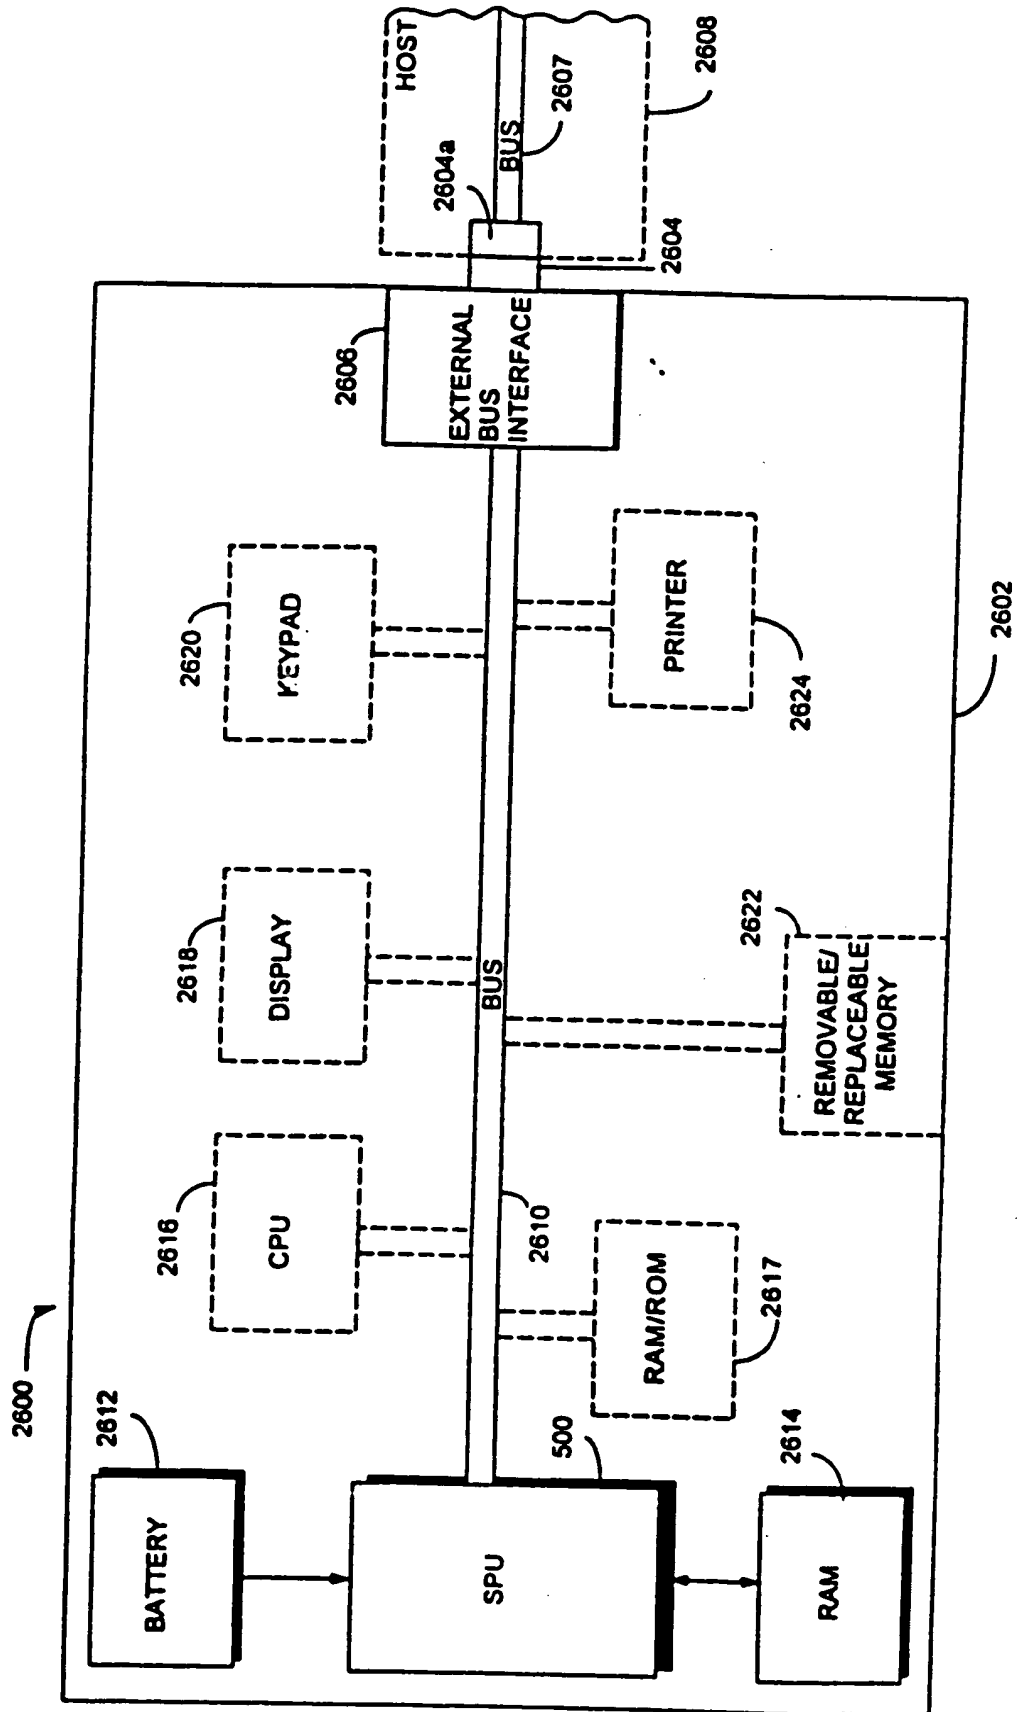 2600
2612
BATTERY
500
SPU
2614
RAM
2616
CPU
2610
RAM/ROM
2617
2618
DISPLAY
BUS
2622
REMOVABLE/
REPLACEABLE
MEMORY
2620
KEYPAD
PRINTER
2624
2602
2606
EXTERNAL
BUS
INTERFACE
2604a
2604
HOST
BUS
2607
2608